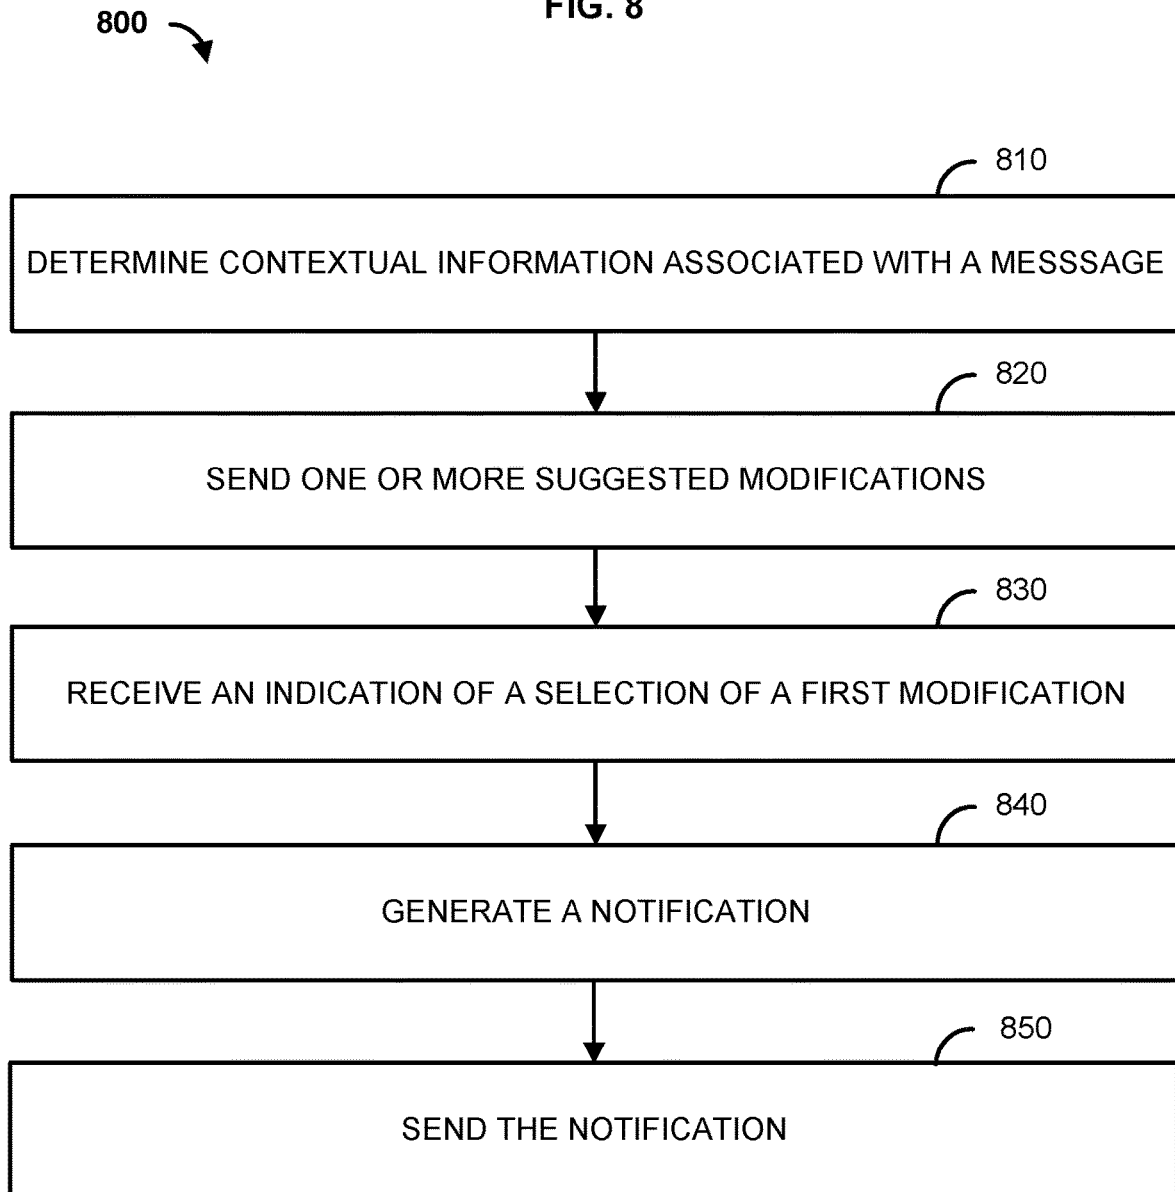 FIG. 8
800
810
DETERMINE CONTEXTUAL INFORMATION ASSOCIATED WITH A MESSSAGE
820
SEND ONE OR MORE SUGGESTED MODIFICATIONS
830
RECEIVE AN INDICATION OF A SELECTION OF A FIRST MODIFICATION
840
GENERATE A NOTIFICATION
850
SEND THE NOTIFICATION